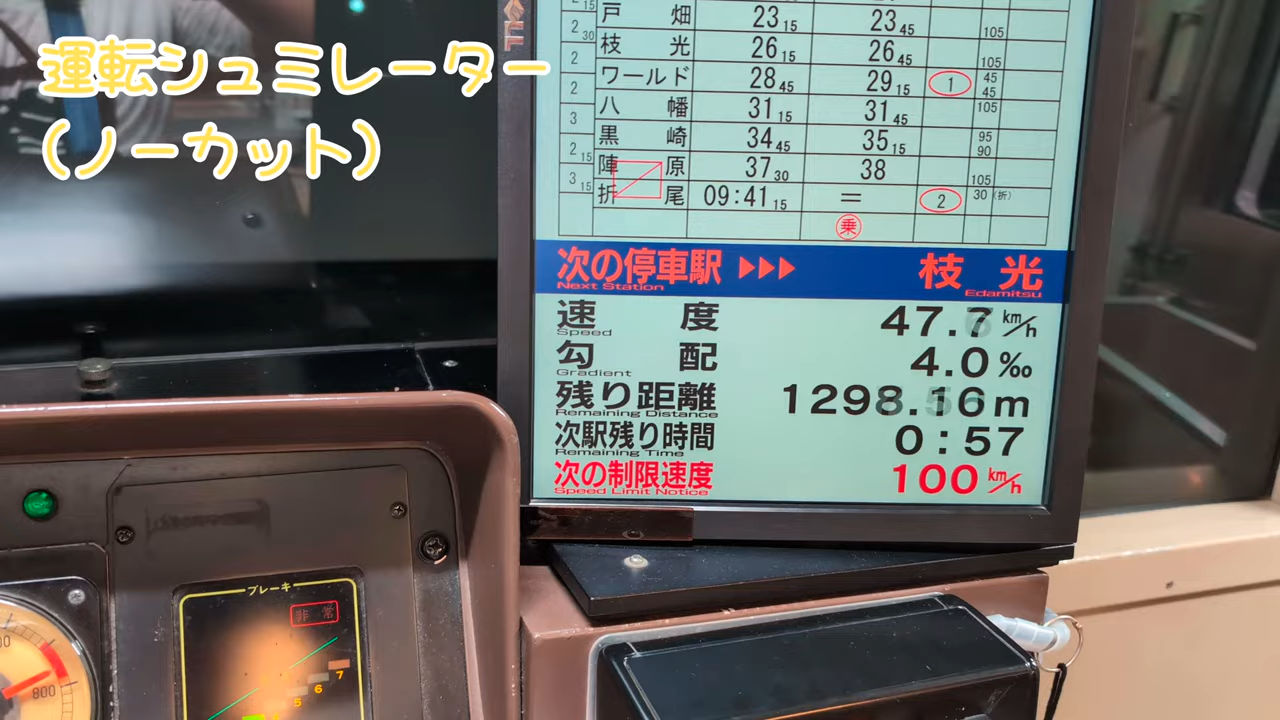 運転シュミレーター
(ノーカット)
2 15
戸畑 23 15 23 45 105
2 30
枝光 26 15 26 45 105
2
ワールド 28 45 29 15 1 45 45
2
八幡 31 15 31 45 105
3
黒崎 34 45 35 15 95 90
2 15
陣原 37 30 38 105
3 15
折尾 09:41 15 = 2 30(折)
乗
次の停車駅 ▶▶▶ 枝光
Next Station Edamitsu
速度 47.7 km/h
Speed
勾配 4.0 ‰
Gradient
残り距離 1298.16m
Remaining Distance
次駅残り時間 0:57
Remaining Time
次の制限速度 100 km/h
Speed Limit Notice
ブレーキ
非常
7
6
5
800